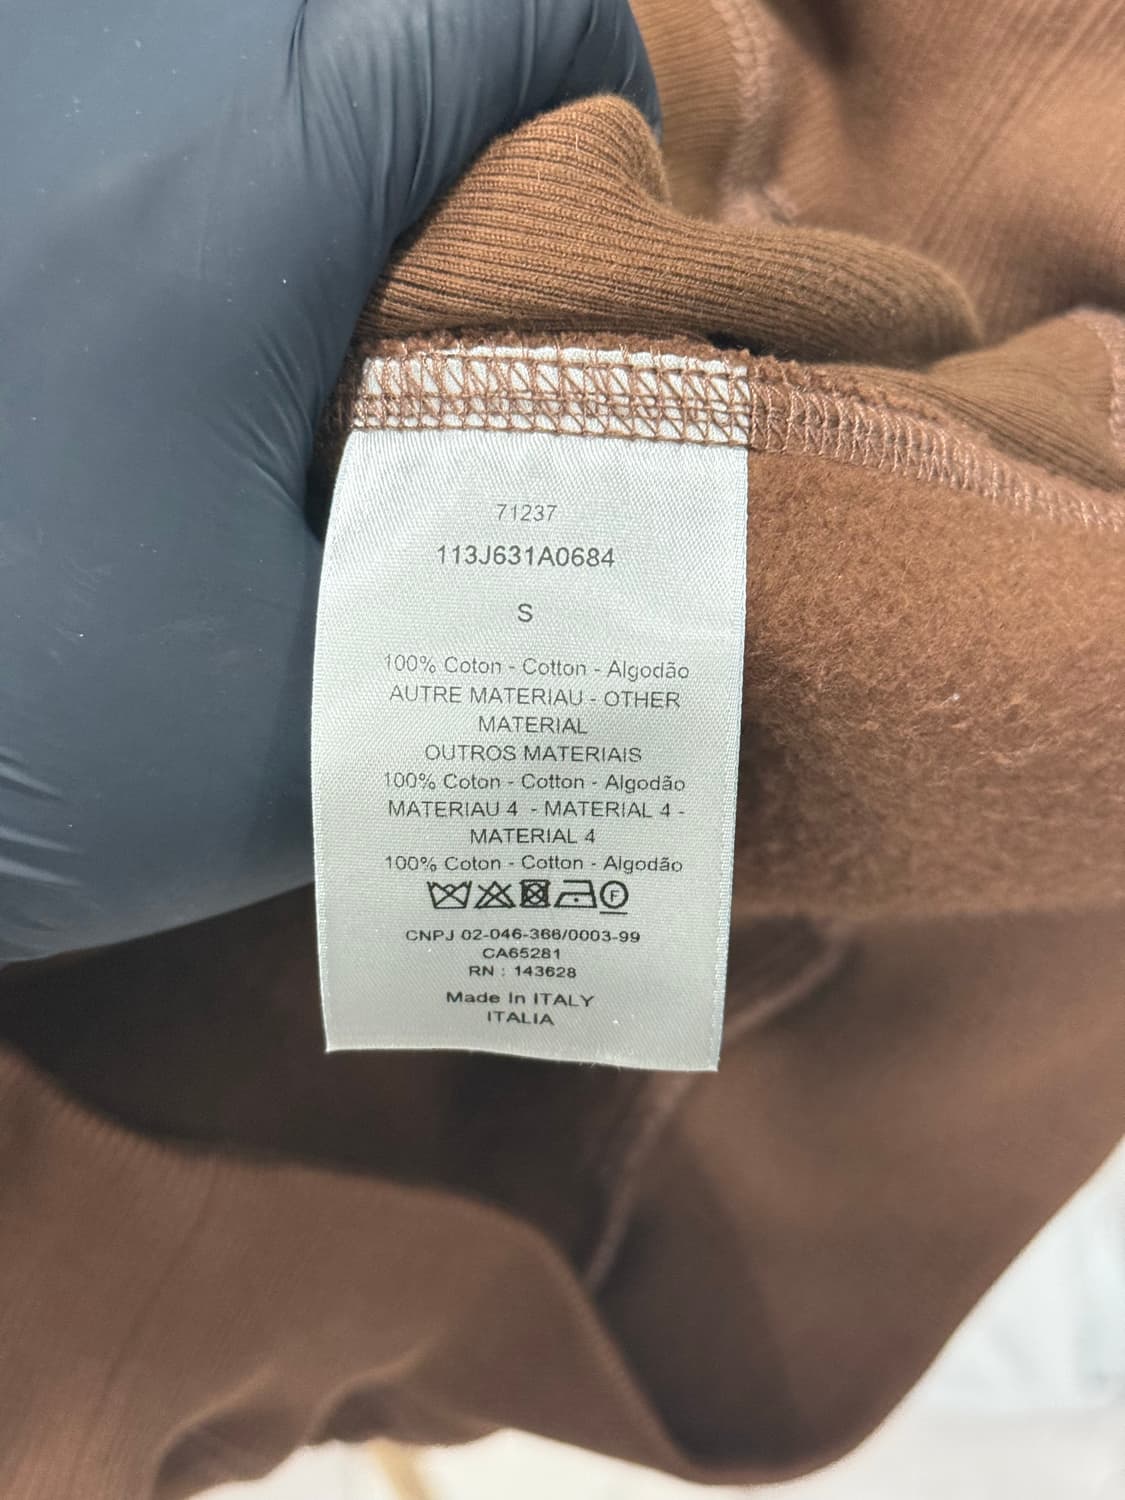 71237
113J631A0684
S
100% Coton - Cotton - Algodão
AUTRE MATERIAU - OTHER
MATERIAL
OUTROS MATERIAIS
100% Coton - Cotton - Algodão
MATERIAU 4 - MATERIAL 4 -
MATERIAL 4
100% Coton - Cotton - Algodão
F
CNPJ 02-046-366/0003-99
CA65281
RN : 143628
Made In ITALY
ITALIA